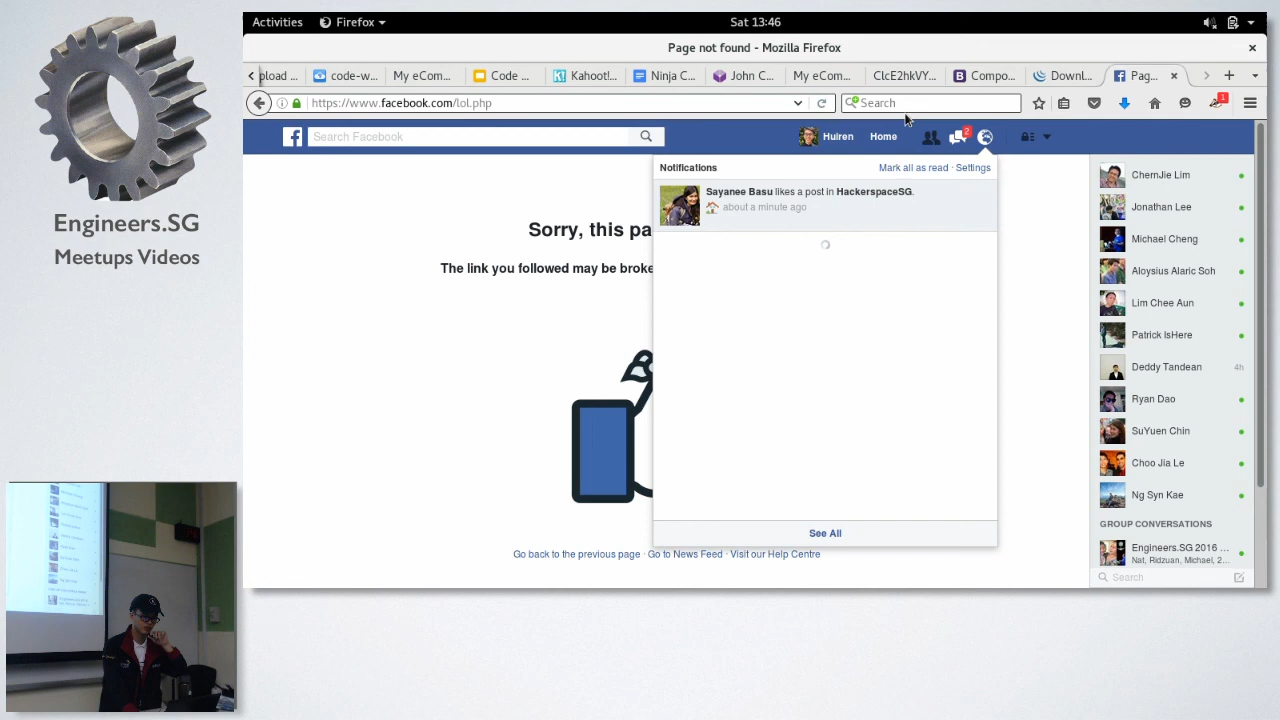 Engineers.SG
Meetups Videos
Activities
Firefox
Sat 13:46
Page not found - Mozilla Firefox
pload ...
code-w...
My eCom...
Code ...
Kahoot!
Ninja C...
John C...
My eCom...
ClcE2hkVY...
Compo...
Downl...
Pag...
https://www.facebook.com/lol.php
Search
1
Search Facebook
Huiren
Home
2
Notifications
Mark all as read · Settings
Sayanee Basu likes a post in HackerspaceSG.
about a minute ago
See All
Sorry, this pa
The link you followed may be broke
Go back to the previous page · Go to News Feed · Visit our Help Centre
ChernJie Lim
Jonathan Lee
Michael Cheng
Aloysius Alaric Soh
Lim Chee Aun
Patrick IsHere
Deddy Tandean 4h
Ryan Dao
SuYuen Chin
Choo Jia Le
Ng Syn Kae
GROUP CONVERSATIONS
Engineers.SG 2016 ...
Nat, Ridzuan, Michael, 2...
Search